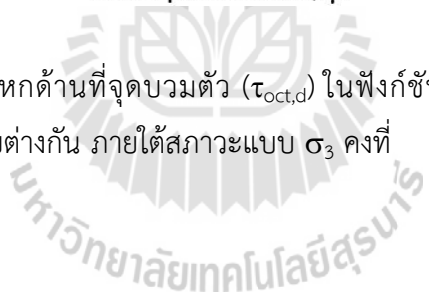 หกด้านที่จุดบวมตัว (τoct,d) ในฟังก์ชั
ต่างกัน ภายใต้สภาวะแบบ σ3 คงที่
มหาวิทยาลัยเทคโนโลยีสุรนาร